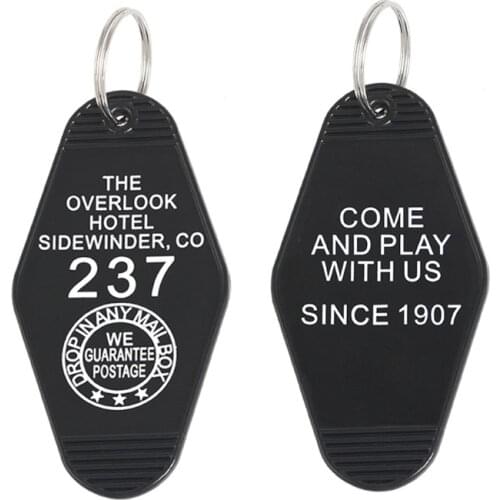 THE
OVERLOOK
HOTEL
SIDEWINDER, CO
237
DROP IN ANY MAIL BOX
WE
GUARANTEE
POSTAGE
COME
AND PLAY
WITH US
SINCE 1907